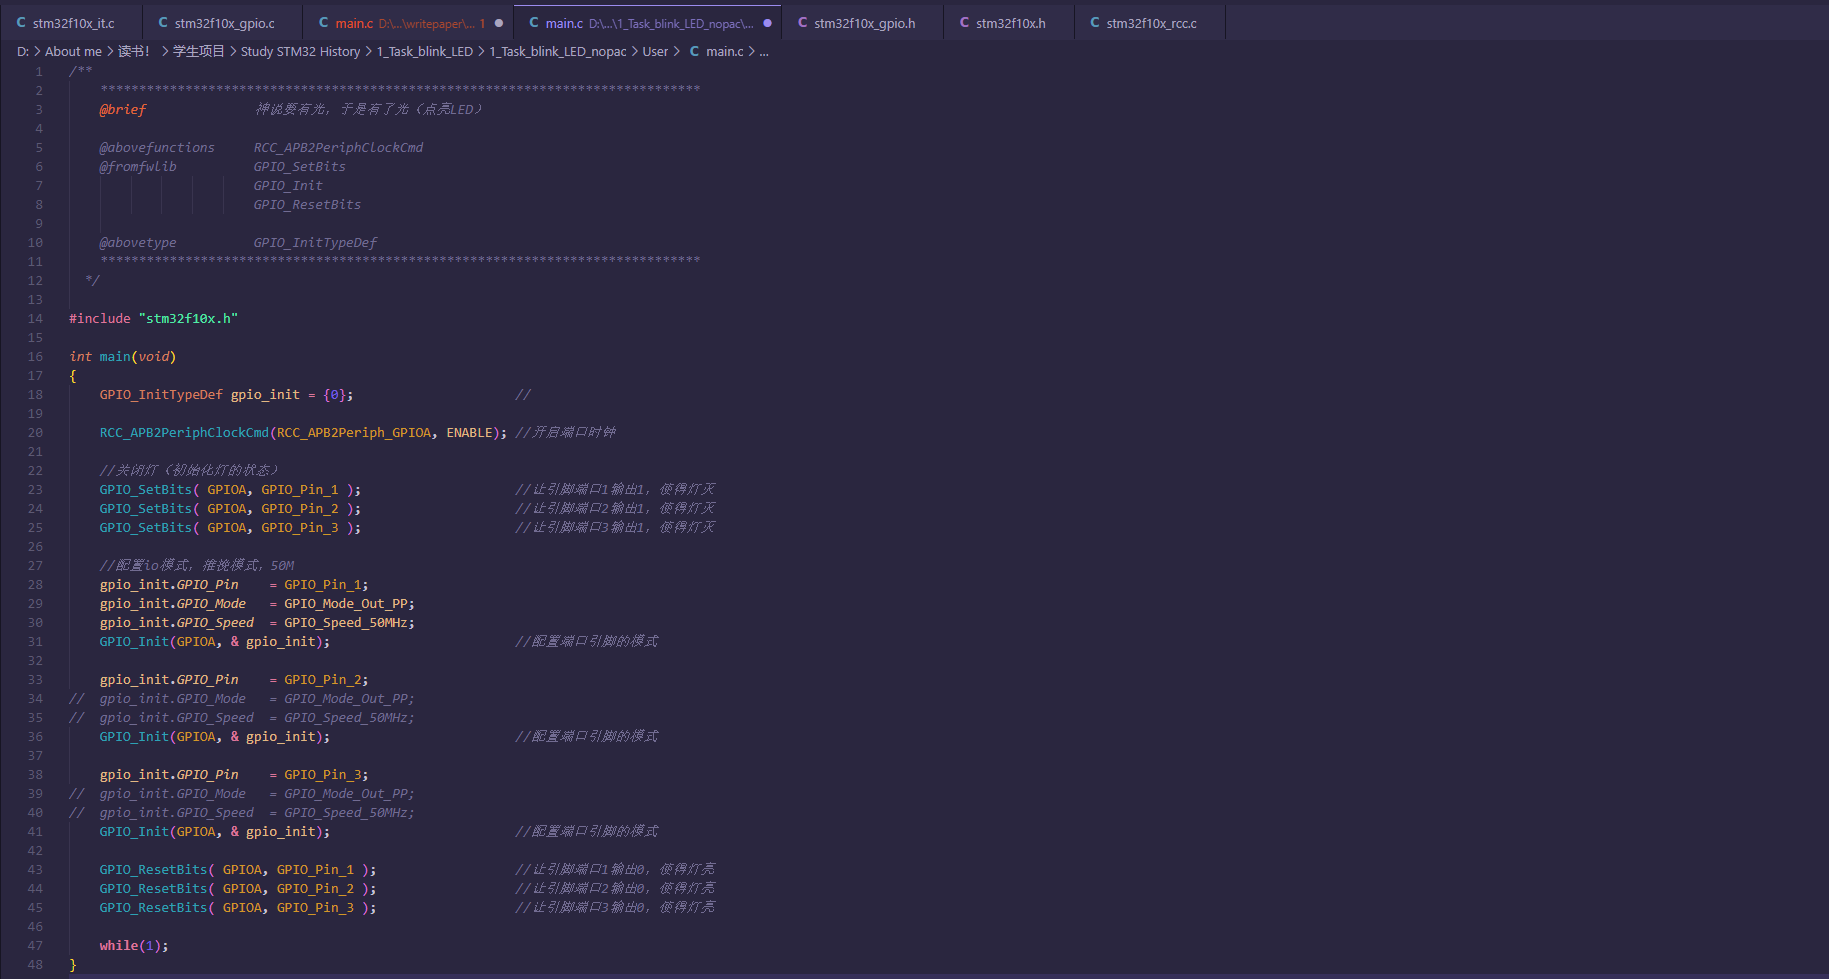 stm32f10x_it.c stm32f10x_gpio.c main.c D:\...\writepaper\... 1 main.c D:\...\1_Task_blink_LED_nopac\... stm32f10x_gpio.h stm32f10x.h stm32f10x_rcc.c
D: > About me > 读书! > 学生项目 > Study STM32 History > 1_Task_blink_LED > 1_Task_blink_LED_nopac > User > C main.c > ...
1 /**
2 ******************************************************************************
3 @brief 神说要有光，于是有了光（点亮LED）
4
5 @abovefunctions RCC_APB2PeriphClockCmd
6 @fromfwlib GPIO_SetBits
7 GPIO_Init
8 GPIO_ResetBits
9
10 @abovetype GPIO_InitTypeDef
11 ******************************************************************************
12 */
13
14 #include "stm32f10x.h"
15
16 int main(void)
17 {
18 GPIO_InitTypeDef gpio_init = {0}; //
19
20 RCC_APB2PeriphClockCmd(RCC_APB2Periph_GPIOA, ENABLE); //开启端口时钟
21
22 //关闭灯（初始化灯的状态）
23 GPIO_SetBits( GPIOA, GPIO_Pin_1 ); //让引脚端口1输出1，使得灯灭
24 GPIO_SetBits( GPIOA, GPIO_Pin_2 ); //让引脚端口2输出1，使得灯灭
25 GPIO_SetBits( GPIOA, GPIO_Pin_3 ); //让引脚端口3输出1，使得灯灭
26
27 //配置io模式，推挽模式，50M
28 gpio_init.GPIO_Pin = GPIO_Pin_1;
29 gpio_init.GPIO_Mode = GPIO_Mode_Out_PP;
30 gpio_init.GPIO_Speed = GPIO_Speed_50MHz;
31 GPIO_Init(GPIOA, & gpio_init); //配置端口引脚的模式
32
33 gpio_init.GPIO_Pin = GPIO_Pin_2;
34 // gpio_init.GPIO_Mode = GPIO_Mode_Out_PP;
35 // gpio_init.GPIO_Speed = GPIO_Speed_50MHz;
36 GPIO_Init(GPIOA, & gpio_init); //配置端口引脚的模式
37
38 gpio_init.GPIO_Pin = GPIO_Pin_3;
39 // gpio_init.GPIO_Mode = GPIO_Mode_Out_PP;
40 // gpio_init.GPIO_Speed = GPIO_Speed_50MHz;
41 GPIO_Init(GPIOA, & gpio_init); //配置端口引脚的模式
42
43 GPIO_ResetBits( GPIOA, GPIO_Pin_1 ); //让引脚端口1输出0，使得灯亮
44 GPIO_ResetBits( GPIOA, GPIO_Pin_2 ); //让引脚端口2输出0，使得灯亮
45 GPIO_ResetBits( GPIOA, GPIO_Pin_3 ); //让引脚端口3输出0，使得灯亮
46
47 while(1);
48 }